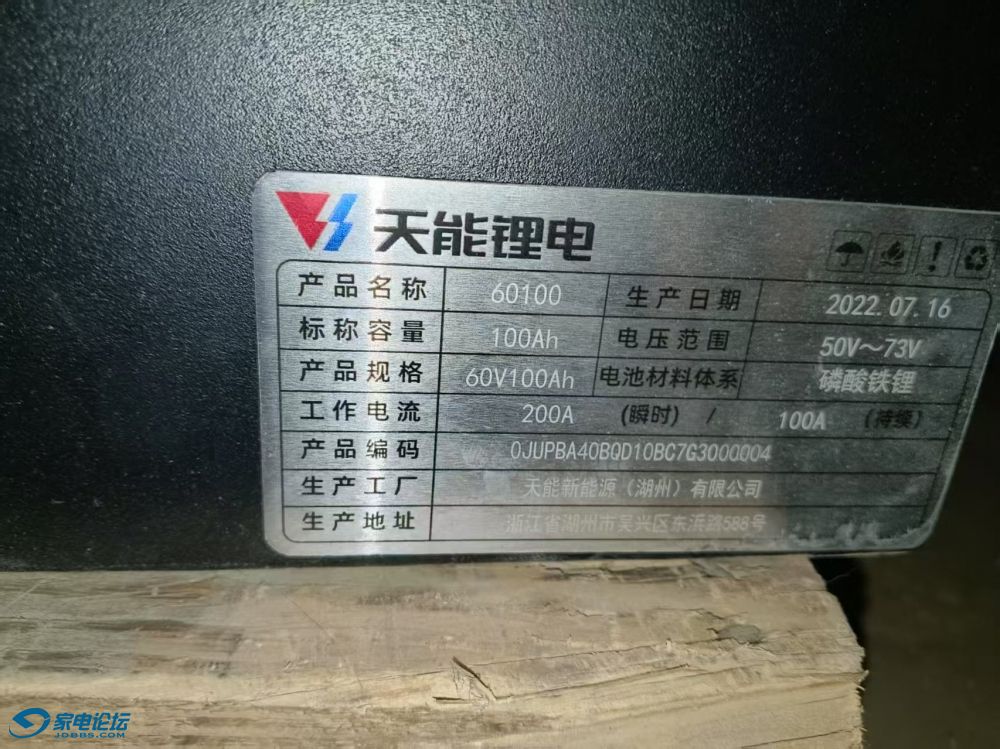 天能锂电
产品名称 60100 生产日期 2022.07.16
标称容量 100Ah 电压范围 50V～73V
产品规格 60V100Ah 电池材料体系 磷酸铁锂
工作电流 200A (瞬时) / 100A (持续)
产品编码 0JUPBA40BQD10BC7G3000004
生产工厂 天能新能源（湖州）有限公司
生产地址 浙江省湖州市吴兴区东浜路588号
家电论坛
JDBBS.COM